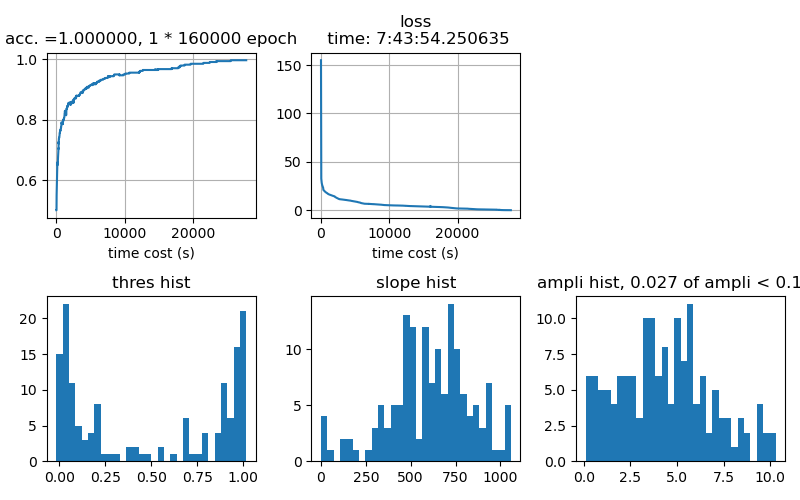 acc. =1.000000, 1 * 160000 epoch
loss
time: 7:43:54.250635
1.0
0.8
0.6
0 10000 20000
time cost (s)
150
100
50
0
0 10000 20000
time cost (s)
thres hist
slope hist
ampli hist, 0.027 of ampli < 0.1
20
15
10
5
0
0.00 0.25 0.50 0.75 1.00
10
5
0
0 250 500 750 1000
10.0
7.5
5.0
2.5
0.0
0.0 2.5 5.0 7.5 10.0